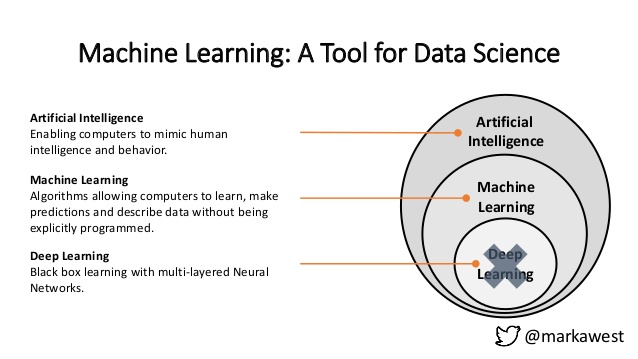 Machine Learning: A Tool for Data Science
Artificial Intelligence
Enabling computers to mimic human
intelligence and behavior.
Machine Learning
Algorithms allowing computers to learn, make
predictions and describe data without being
explicitly programmed.
Deep Learning
Black box learning with multi-layered Neural
Networks.
Artificial
Intelligence
Machine
Learning
Deep
Learning
@markawest